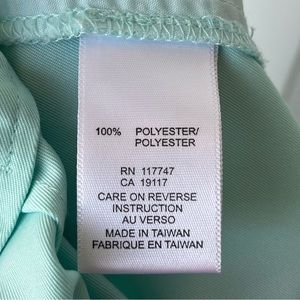 100% POLYESTER/
POLYESTER
RN 117747
CA 19117
CARE ON REVERSE
INSTRUCTION
AU VERSO
MADE IN TAIWAN
FABRIQUE EN TAIWAN